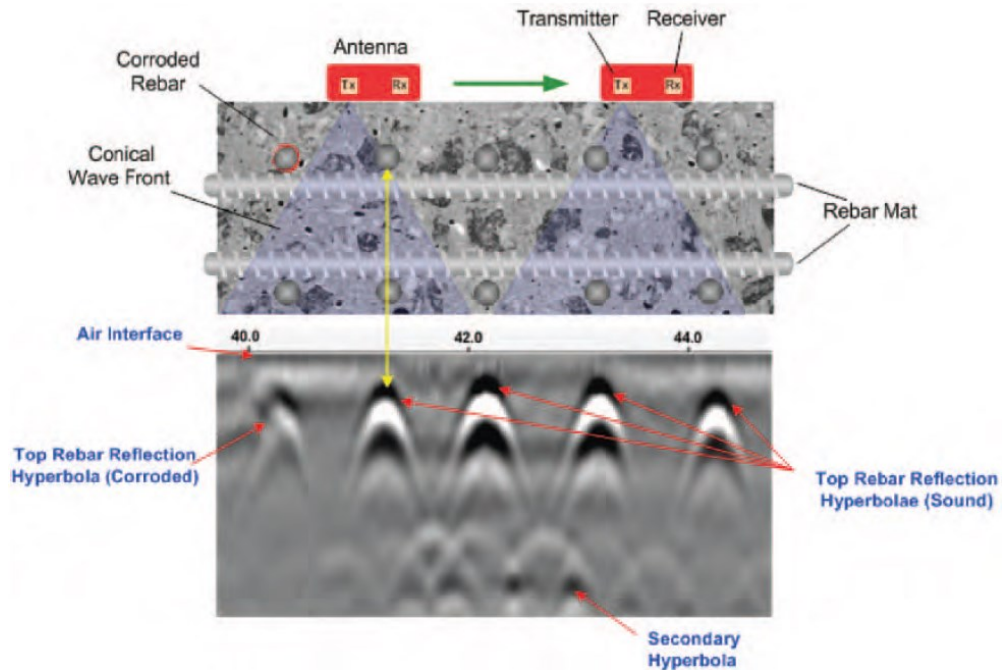 Transmitter
Receiver
Antenna
Corroded
Rebar
Tx
Rx
Tx
Rx
Conical
Wave Front
Rebar Mat
Air Interface
40.0
42.0
44.0
Top Rebar Reflection
Hyperbola (Corroded)
Top Rebar Reflection
Hyperbolae (Sound)
Secondary
Hyperbola